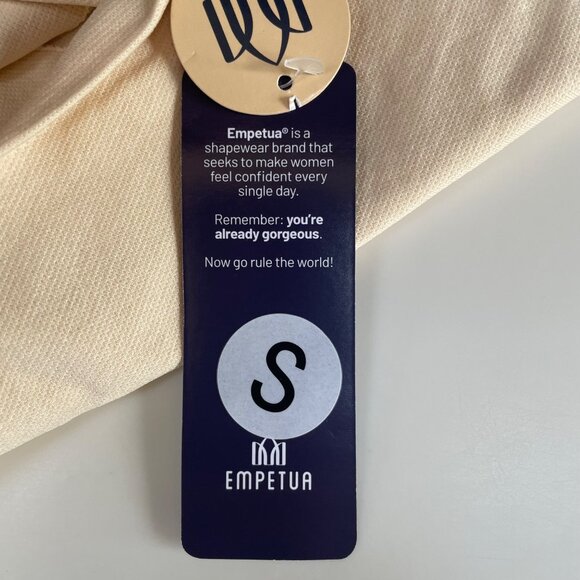 Empetua® is a
shapewear brand that
seeks to make women
feel confident every
single day.
Remember: you're
already gorgeous.
Now go rule the world!
S
EMPETUA